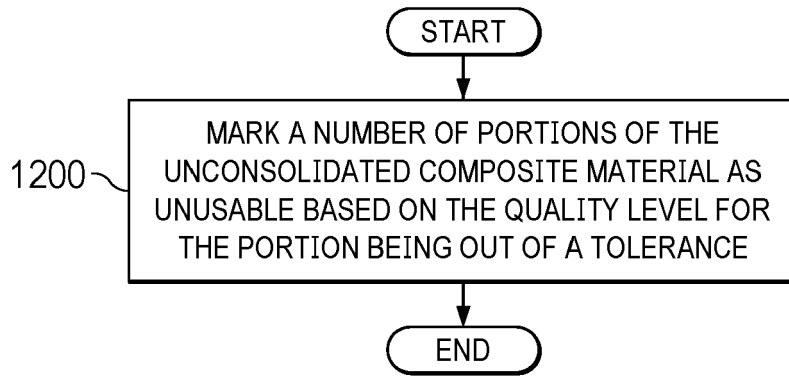 START
MARK A NUMBER OF PORTIONS OF THE
UNCONSOLIDATED COMPOSITE MATERIAL AS
UNUSABLE BASED ON THE QUALITY LEVEL FOR
THE PORTION BEING OUT OF A TOLERANCE
1200
END